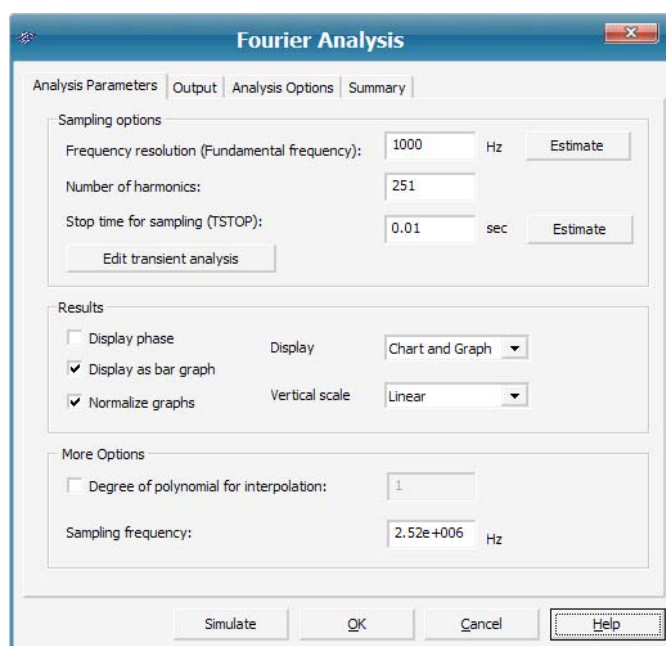 Fourier Analysis
Analysis Parameters Output Analysis Options Summary
Sampling options
Frequency resolution (Fundamental frequency): 1000 Hz Estimate
Number of harmonics: 251
Stop time for sampling (TSTOP): 0.01 sec Estimate
Edit transient analysis
Results
Display phase
Display Chart and Graph
Display as bar graph
Normalize graphs
Vertical scale Linear
More Options
Degree of polynomial for interpolation: 1
Sampling frequency: 2.52e+006 Hz
Simulate OK Cancel Help